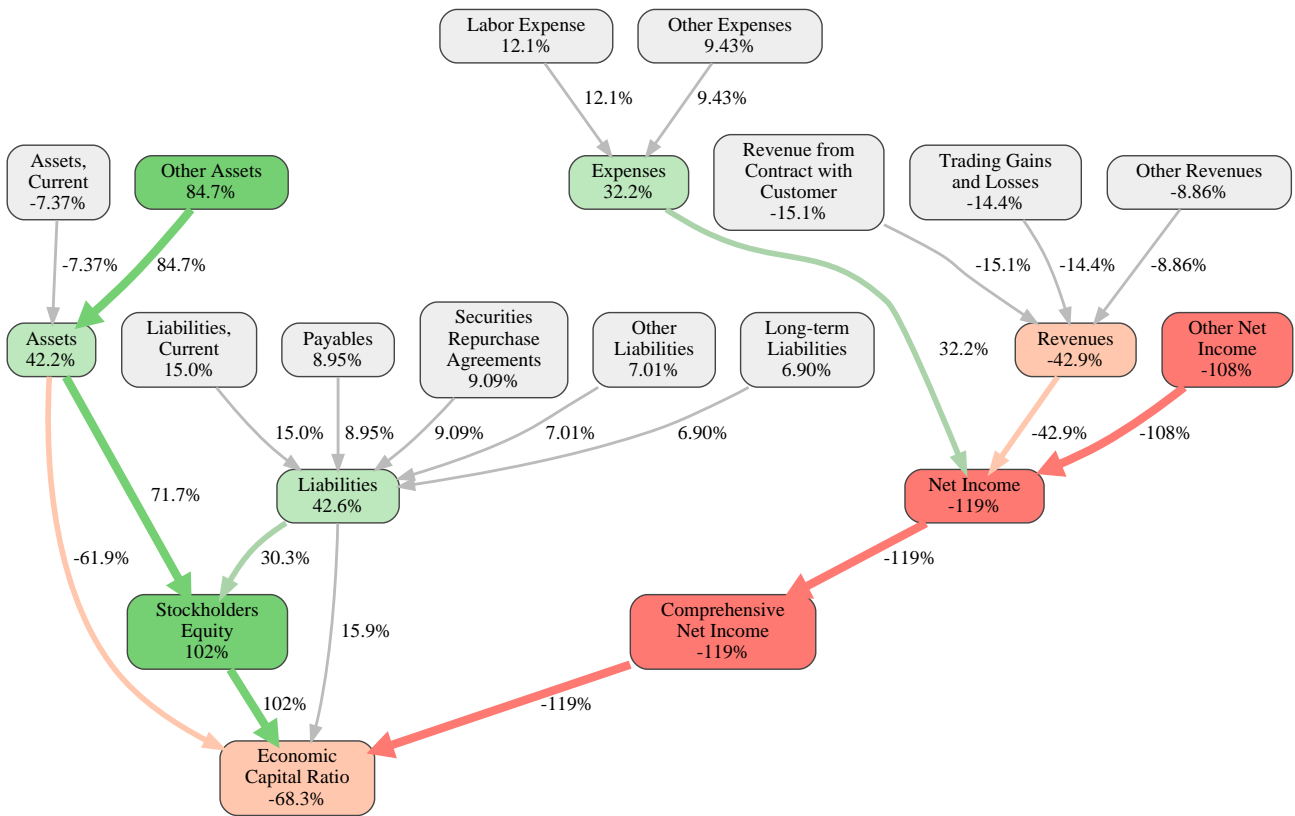 Labor Expense
12.1%
Other Expenses
9.43%
12.1%
9.43%
Assets,
Current
-7.37%
Other Assets
84.7%
Expenses
32.2%
Revenue from
Contract with
Customer
-15.1%
Trading Gains
and Losses
-14.4%
Other Revenues
-8.86%
-7.37%
84.7%
-15.1%
-14.4%
-8.86%
Assets
42.2%
Liabilities,
Current
15.0%
Payables
8.95%
Securities
Repurchase
Agreements
9.09%
Other
Liabilities
7.01%
Long-term
Liabilities
6.90%
32.2%
Revenues
-42.9%
Other Net
Income
-108%
15.0%
8.95%
9.09%
7.01%
6.90%
-42.9%
-108%
71.7%
Liabilities
42.6%
Net Income
-119%
-61.9%
30.3%
-119%
Stockholders
Equity
102%
15.9%
Comprehensive
Net Income
-119%
102%
-119%
Economic
Capital Ratio
-68.3%